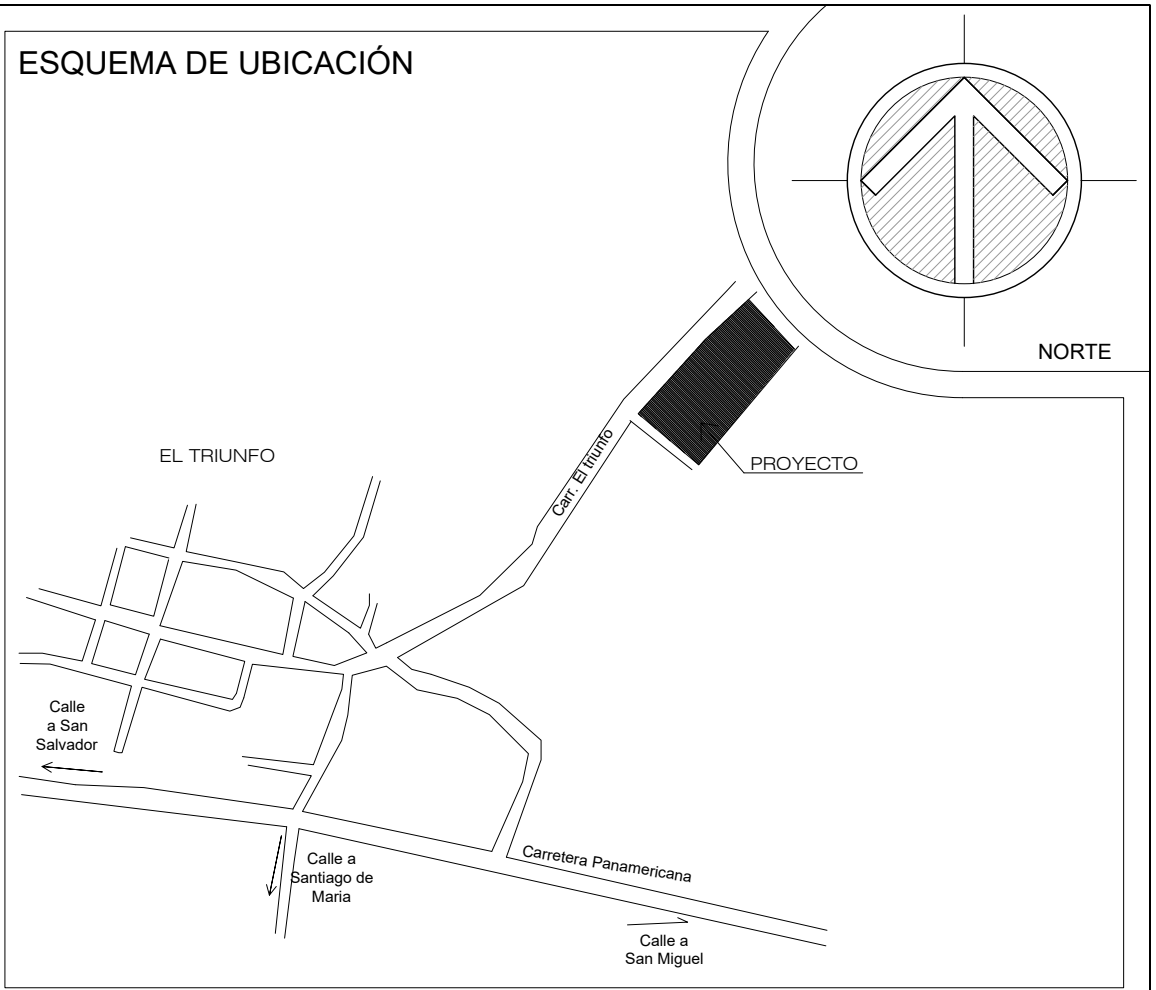 ESQUEMA DE UBICACIÓN
NORTE
EL TRIUNFO
Carr. El triunfo
PROYECTO
Calle
a San
Salvador
Calle a
Santiago de
Maria
Carretera Panamericana
Calle a
San Miguel